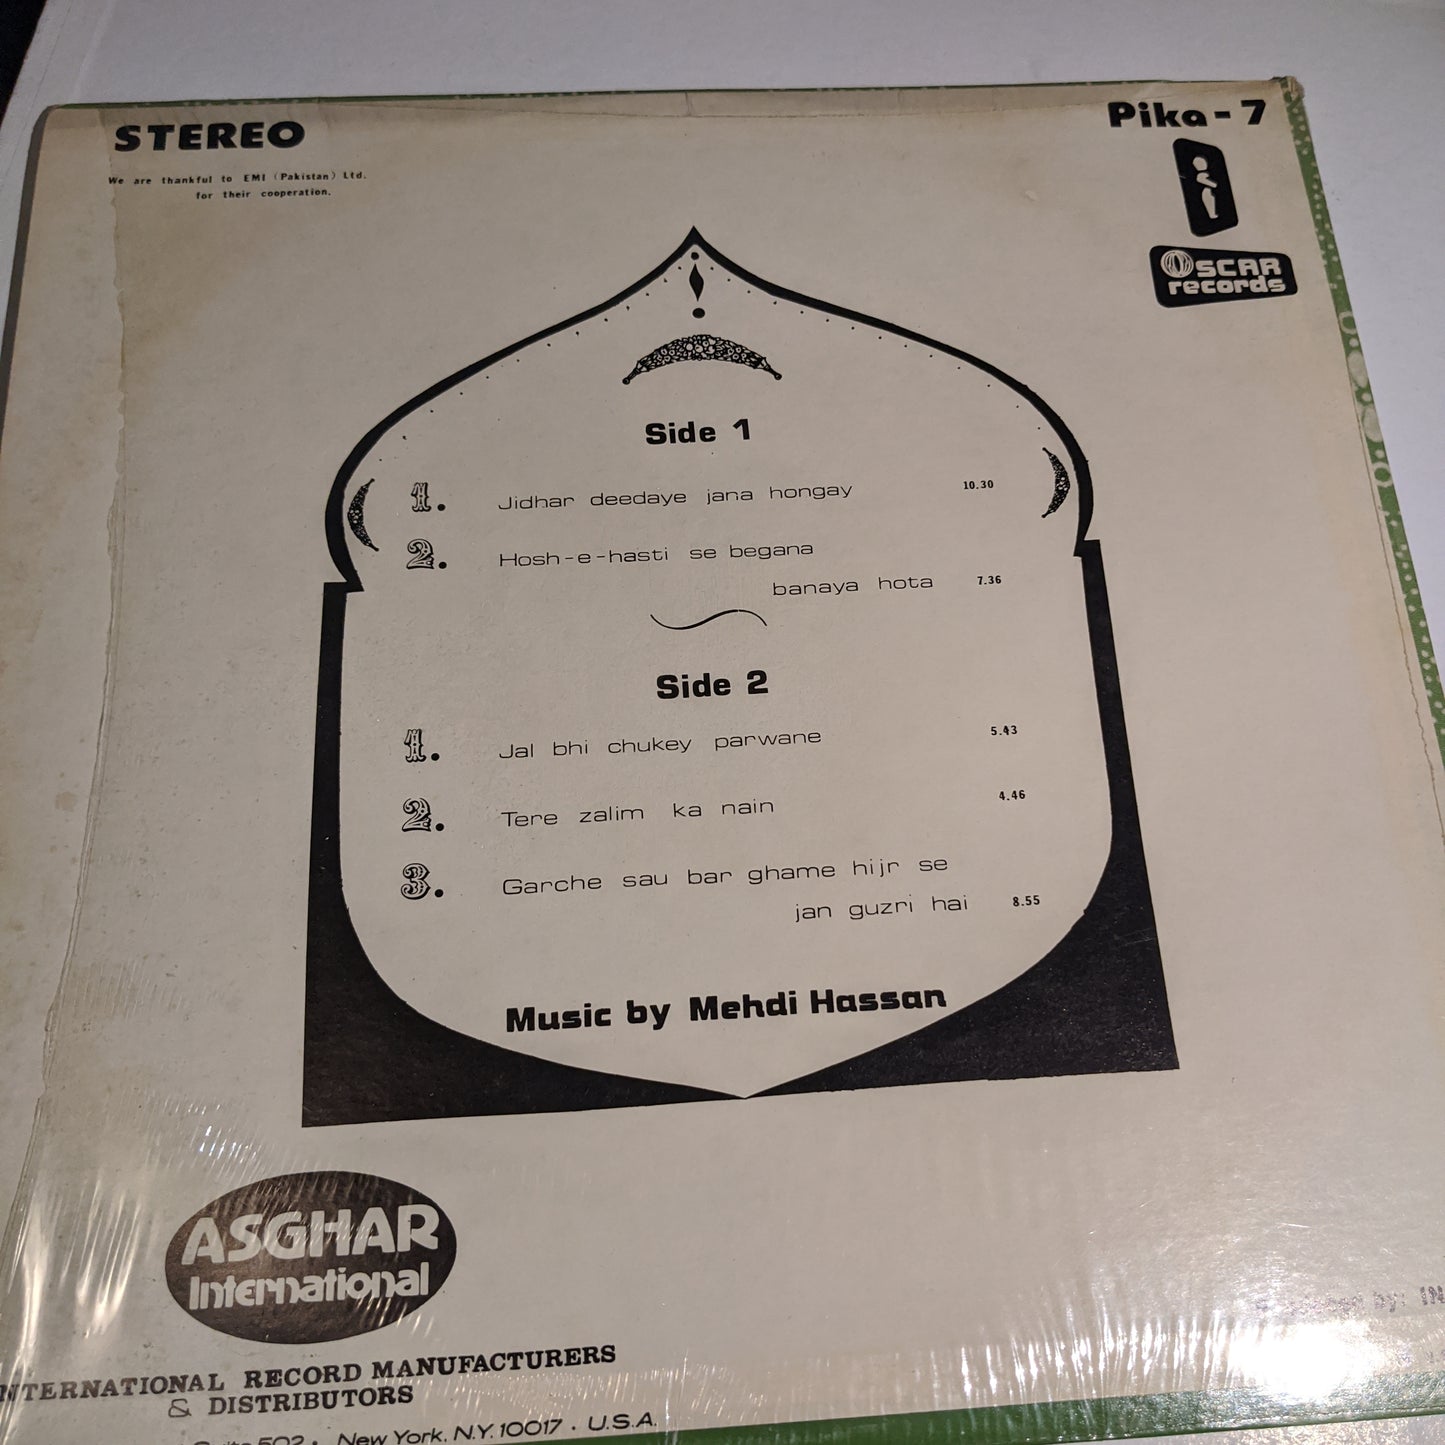 STEREO
Pika-7
We are thankful to EMI (Pakistan) Ltd.
for their cooperation.
OSCAR
records
Side 1
1. Jidhar deedaye jana hongay 10.30
2. Hosh-e-hasti se begana
banaya hota 7.36
Side 2
1. Jal bhi chukey parwane 5.43
2. Tere zalim ka nain 4.46
3. Garche sau bar ghame hijr se
jan guzri hai 8.55
Music by Mehdi Hassan
ASGHAR
International
INTERNATIONAL RECORD MANUFACTURERS
& DISTRIBUTORS
502 • New York, N.Y. 10017 • U.S.A.
by: IN